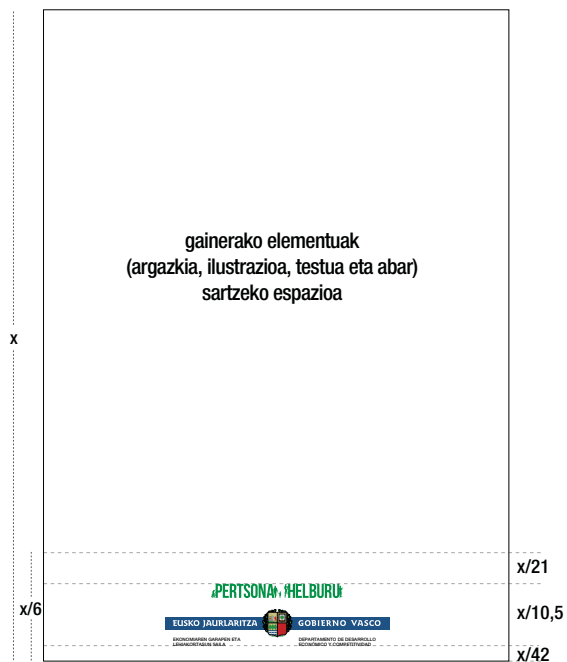 gainerako elementuak
(argazkia, ilustrazioa, testua eta abar)
sartzeko espazioa
x
x/21
x/6
x/10,5
x/42
PERTSONA HELBURU
EUSKO JAURLARITZA GOBIERNO VASCO
EKONOMIAREN GARAPEN ETA
LEHIAKORTASUN SAILA
DEPARTAMENTO DE DESARROLLO
ECONÓMICO Y COMPETITIVIDAD